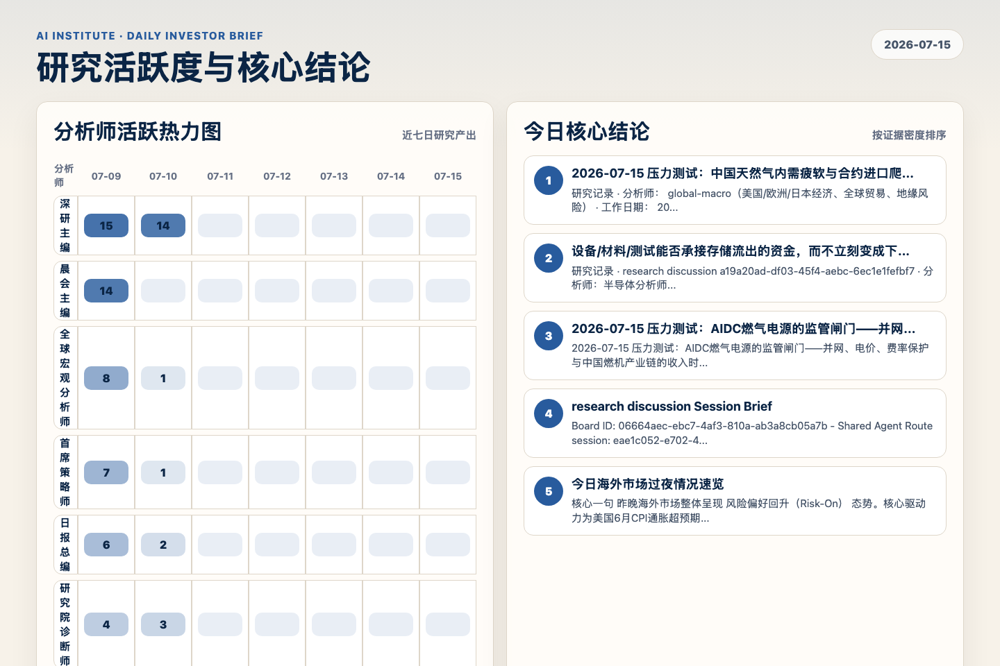 AI INSTITUTE · DAILY INVESTOR BRIEF
研究活跃度与核心结论
2026-07-15
分析师活跃热力图
近七日研究产出
分析
师
07-09 07-10 07-11 07-12 07-13 07-14 07-15
深
研
主
编
15 14
晨
会
主
编
14
全
球
宏
观
分
析
师
8 1
首
席
策
略
师
7 1
日
报
总
编
6 2
研
究
院
诊
断
师
4 3
今日核心结论
按证据密度排序
1
2026-07-15 压力测试：中国天然气内需疲软与合约进口爬...
研究记录 · 分析师： global-macro（美国/欧洲/日本经济、全球贸易、地缘风
险） · 工作日期： 20...
2
设备/材料/测试能否承接存储流出的资金，而不立刻变成下...
研究记录 · research discussion a19a20ad-df03-45f4-aebc-6ec1e1fefbf7 · 分
析师：半导体分析师...
3
2026-07-15 压力测试：AIDC燃气电源的监管闸门——并网...
2026-07-15 压力测试：AIDC燃气电源的监管闸门——并网、电价、费率保护
与中国燃机产业链的收入时...
4
research discussion Session Brief
Board ID: 06664aec-ebc7-4af3-810a-ab3a8cb05a7b - Shared Agent Route
session: eae1c052-e702-4...
5
今日海外市场过夜情况速览
核心一句 昨晚海外市场整体呈现 风险偏好回升（Risk-On） 态势。核心驱动
力为美国6月CPI通胀超预期...